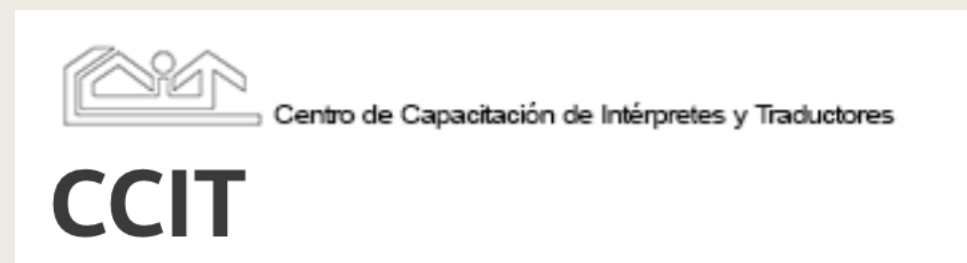 Centro de Capacitación de Intérpretes y Traductores
CCIT